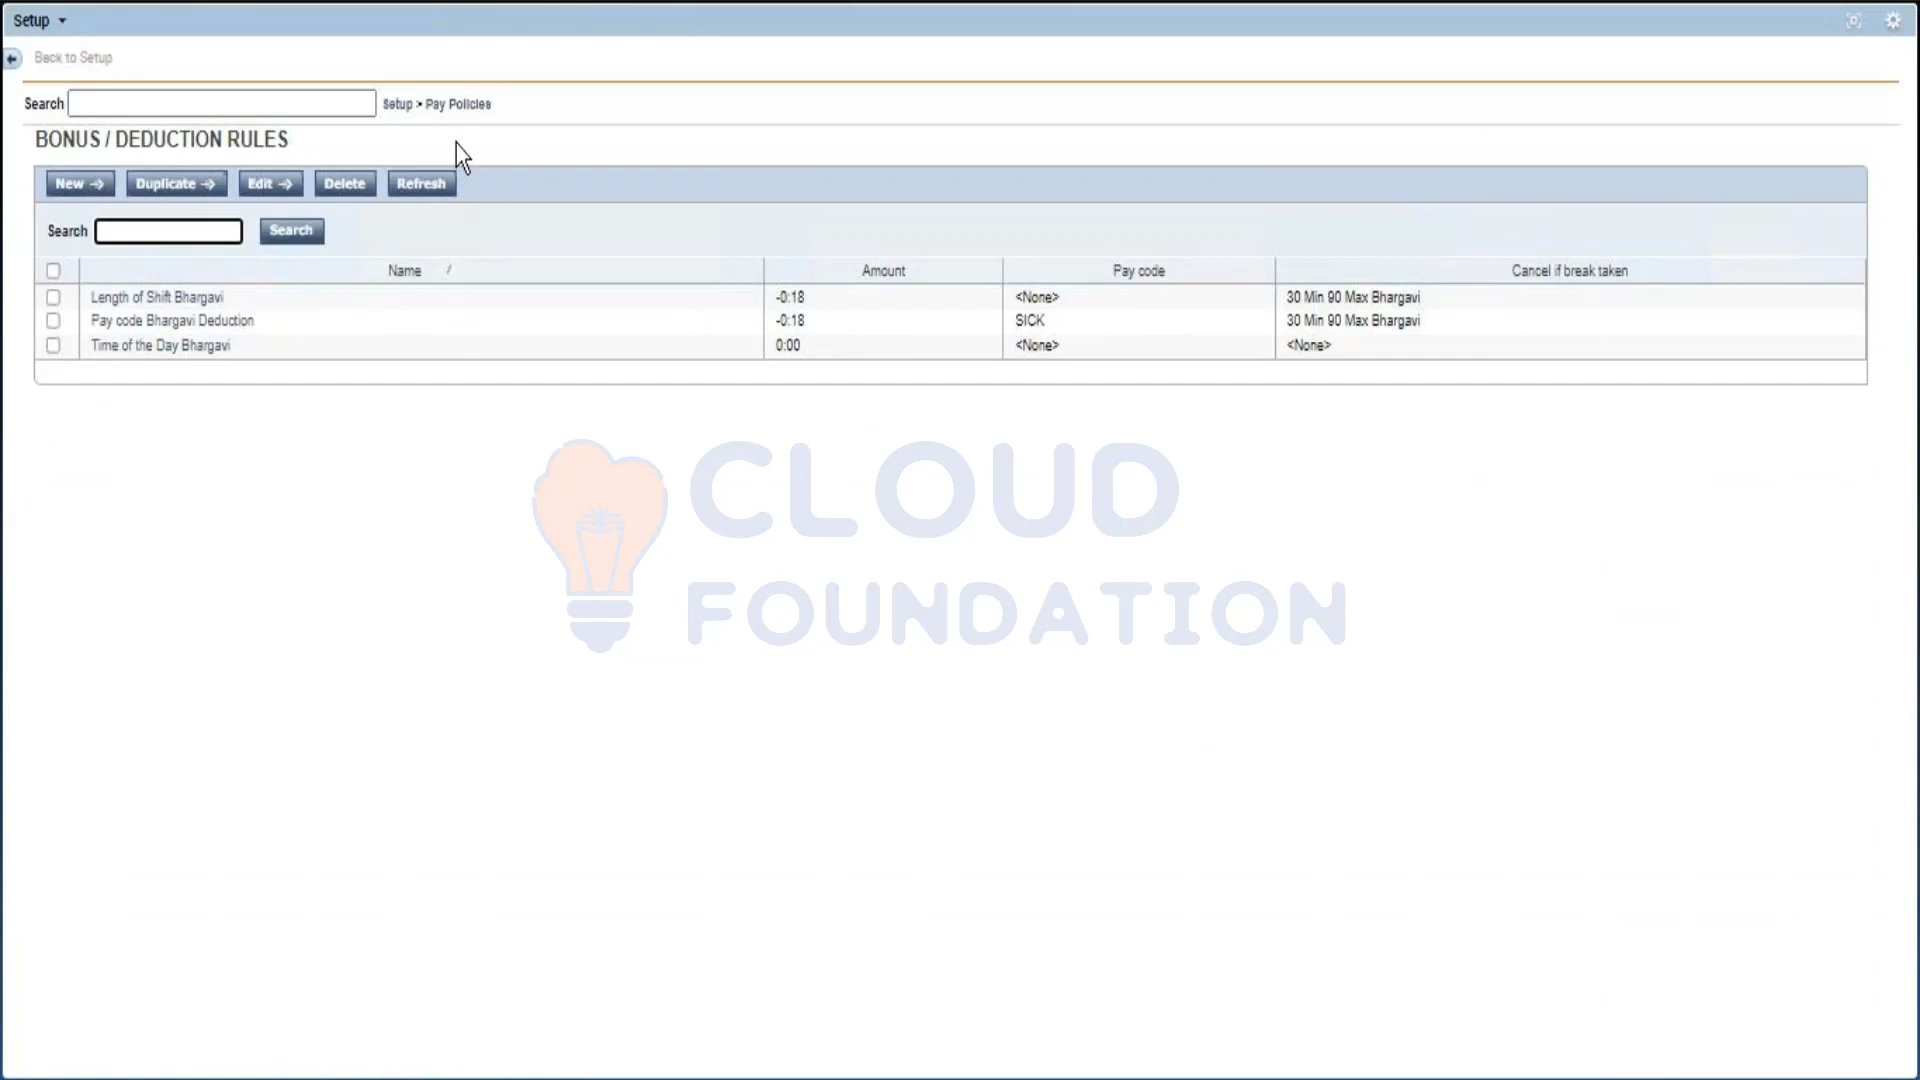 Setup
Back to Setup
Search Setup > Pay Policies
BONUS / DEDUCTION RULES
New Duplicate Edit Delete Refresh
Search Search
Name / Amount Pay code Cancel if break taken
Length of Shift Bhargavi -0:18 <None> 30 Min 90 Max Bhargavi
Pay code Bhargavi Deduction -0:18 SICK 30 Min 90 Max Bhargavi
Time of the Day Bhargavi 0:00 <None> <None>
CLOUD
FOUNDATION